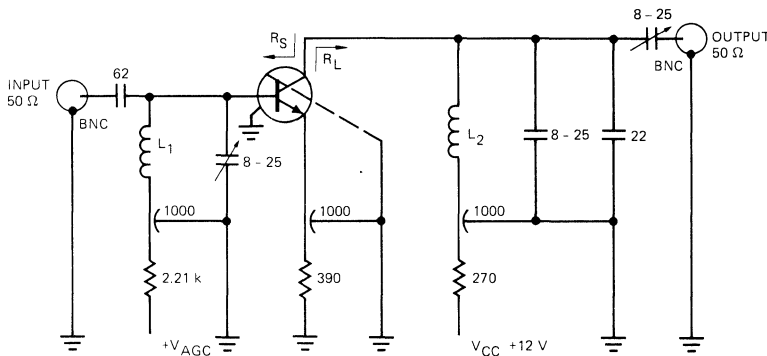 INPUT
50 Ω
BNC
62
L1
8 – 25
1000
2.21 k
+VAGC
RS
RL
1000
390
L2
1000
270
VCC +12 V
8–25
22
8 – 25
BNC
OUTPUT
50 Ω